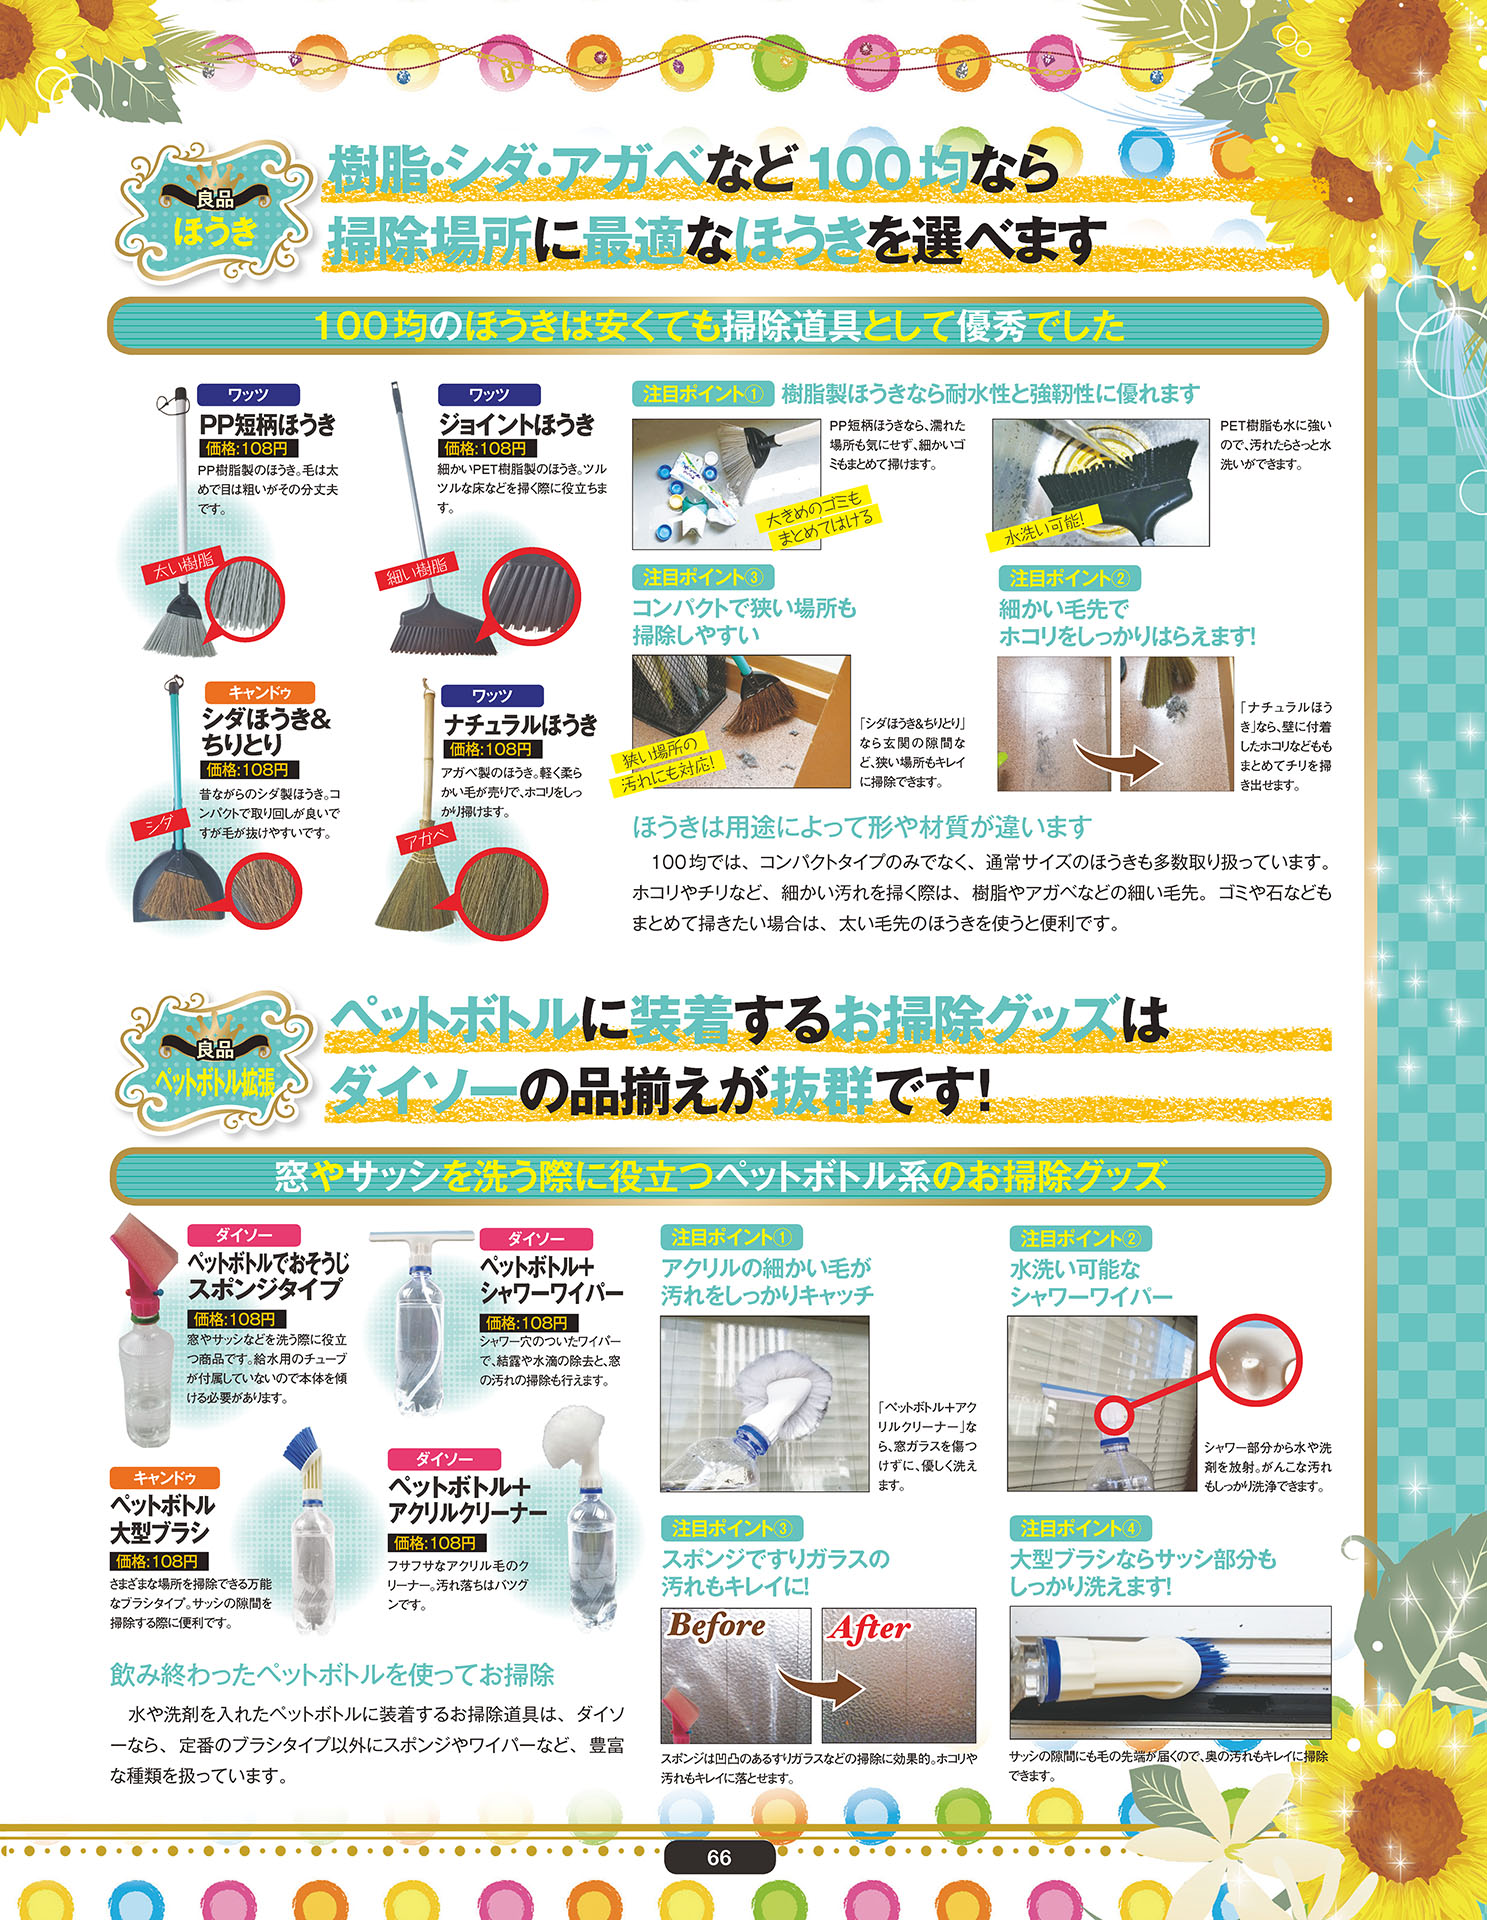 良品
ほうき
樹脂・シダ・アガベなど100均なら
掃除場所に最適なほうきを選べます
100均のほうきは安くても掃除道具として優秀でした
ワッツ
PP短柄ほうき
価格:108円
PP樹脂製のほうき。毛は太
めで目は粗いがその分丈夫
です。
太い樹脂
ワッツ
ジョイントほうき
価格:108円
細かいPET樹脂製のほうき。ツル
ツルな床などを掃く際に役立ちま
す。
細い樹脂
キャンドゥ
シダほうき&
ちりとり
価格:108円
昔ながらのシダ製ほうき。コ
ンパクトで取り回しが良いで
すが毛が抜けやすいです。
シダ
ワッツ
ナチュラルほうき
価格:108円
アガベ製のほうき。軽く柔ら
かい毛が売りで、ホコリをしっ
かり掃けます。
アガベ
注目ポイント① 樹脂製ほうきなら耐水性と強靭性に優れます
PP短柄ほうきなら、濡れた
場所も気にせず、細かいゴ
ミもまとめて掃けます。
大きめのゴミも
まとめてはける
PET樹脂も水に強い
ので、汚れたらさっと水
洗いができます。
水洗い可能!
注目ポイント③
コンパクトで狭い場所も
掃除しやすい
狭い場所の
汚れにも対応!
「シダほうき&ちりとり」
なら玄関の隙間な
ど、狭い場所もキレイ
に掃除できます。
注目ポイント②
細かい毛先で
ホコリをしっかりはらえます!
「ナチュラルほう
き」なら、壁に付着
したホコリなどもも
まとめてチリを掃
き出せます。
ほうきは用途によって形や材質が違います
100均では、コンパクトタイプのみでなく、通常サイズのほうきも多数取り扱っています。
ホコリやチリなど、細かい汚れを掃く際は、樹脂やアガベなどの細い毛先。ゴミや石なども
まとめて掃きたい場合は、太い毛先のほうきを使うと便利です。
良品
ペットボトル拡張
ペットボトルに装着するお掃除グッズは
ダイソーの品揃えが抜群です!
窓やサッシを洗う際に役立つペットボトル系のお掃除グッズ
ダイソー
ペットボトルでおそうじ
スポンジタイプ
価格:108円
窓やサッシなどを洗う際に役立
つ商品です。給水用のチューブ
が付属していないので本体を傾
ける必要があります。
ダイソー
ペットボトル+
シャワーワイパー
価格:108円
シャワー穴のついたワイパー
で、結露や水滴の除去と、窓
の汚れの掃除も行えます。
キャンドゥ
ペットボトル
大型ブラシ
価格:108円
さまざまな場所を掃除できる万能
なブラシタイプ。サッシの隙間を
掃除する際に便利です。
ダイソー
ペットボトル+
アクリルクリーナー
価格:108円
フサフサなアクリル毛のク
リーナー。汚れ落ちはバツグ
ンです。
飲み終わったペットボトルを使ってお掃除
水や洗剤を入れたペットボトルに装着するお掃除道具は、ダイソ
ーなら、定番のブラシタイプ以外にスポンジやワイパーなど、豊富
な種類を扱っています。
注目ポイント①
アクリルの細かい毛が
汚れをしっかりキャッチ
「ペットボトル+アク
リルクリーナー」な
ら、窓ガラスを傷つ
けずに、優しく洗え
ます。
注目ポイント②
水洗い可能な
シャワーワイパー
シャワー部分から水や洗
剤を放射。がんこな汚れ
もしっかり洗浄できます。
注目ポイント③
スポンジですりガラスの
汚れもキレイに!
Before
After
スポンジは凹凸のあるすりガラスなどの掃除に効果的。ホコリや
汚れもキレイに落とせます。
注目ポイント④
大型ブラシならサッシ部分も
しっかり洗えます!
サッシの隙間にも毛の先端が届くので、奥の汚れもキレイに掃除
できます。
66